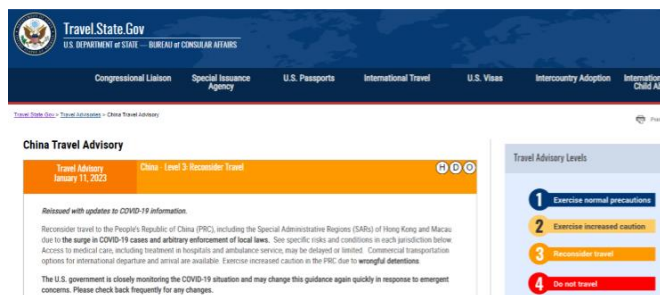 Travel.State.Gov
U.S. DEPARTMENT of STATE — BUREAU of CONSULAR AFFAIRS
Congressional Liaison Special Issuance Agency U.S. Passports International Travel U.S. Visas Intercountry Adoption Internation Child A
Travel.State.Gov > Travel Advisories > China Travel Advisory
Prin
China Travel Advisory
Travel Advisory
January 11, 2023
China - Level 3: Reconsider Travel
H D O
Reissued with updates to COVID-19 information.
Reconsider travel to the People's Republic of China (PRC), including the Special Administrative Regions (SARs) of Hong Kong and Macau
due to the surge in COVID-19 cases and arbitrary enforcement of local laws. See specific risks and conditions in each jurisdiction below.
Access to medical care, including treatment in hospitals and ambulance service, may be delayed or limited. Commercial transportation
options for international departure and arrival are available. Exercise increased caution in the PRC due to wrongful detentions.
The U.S. government is closely monitoring the COVID-19 situation and may change this guidance again quickly in response to emergent
concerns. Please check back frequently for any changes.
Travel Advisory Levels
1 Exercise normal precautions
2 Exercise increased caution
3 Reconsider travel
4 Do not travel